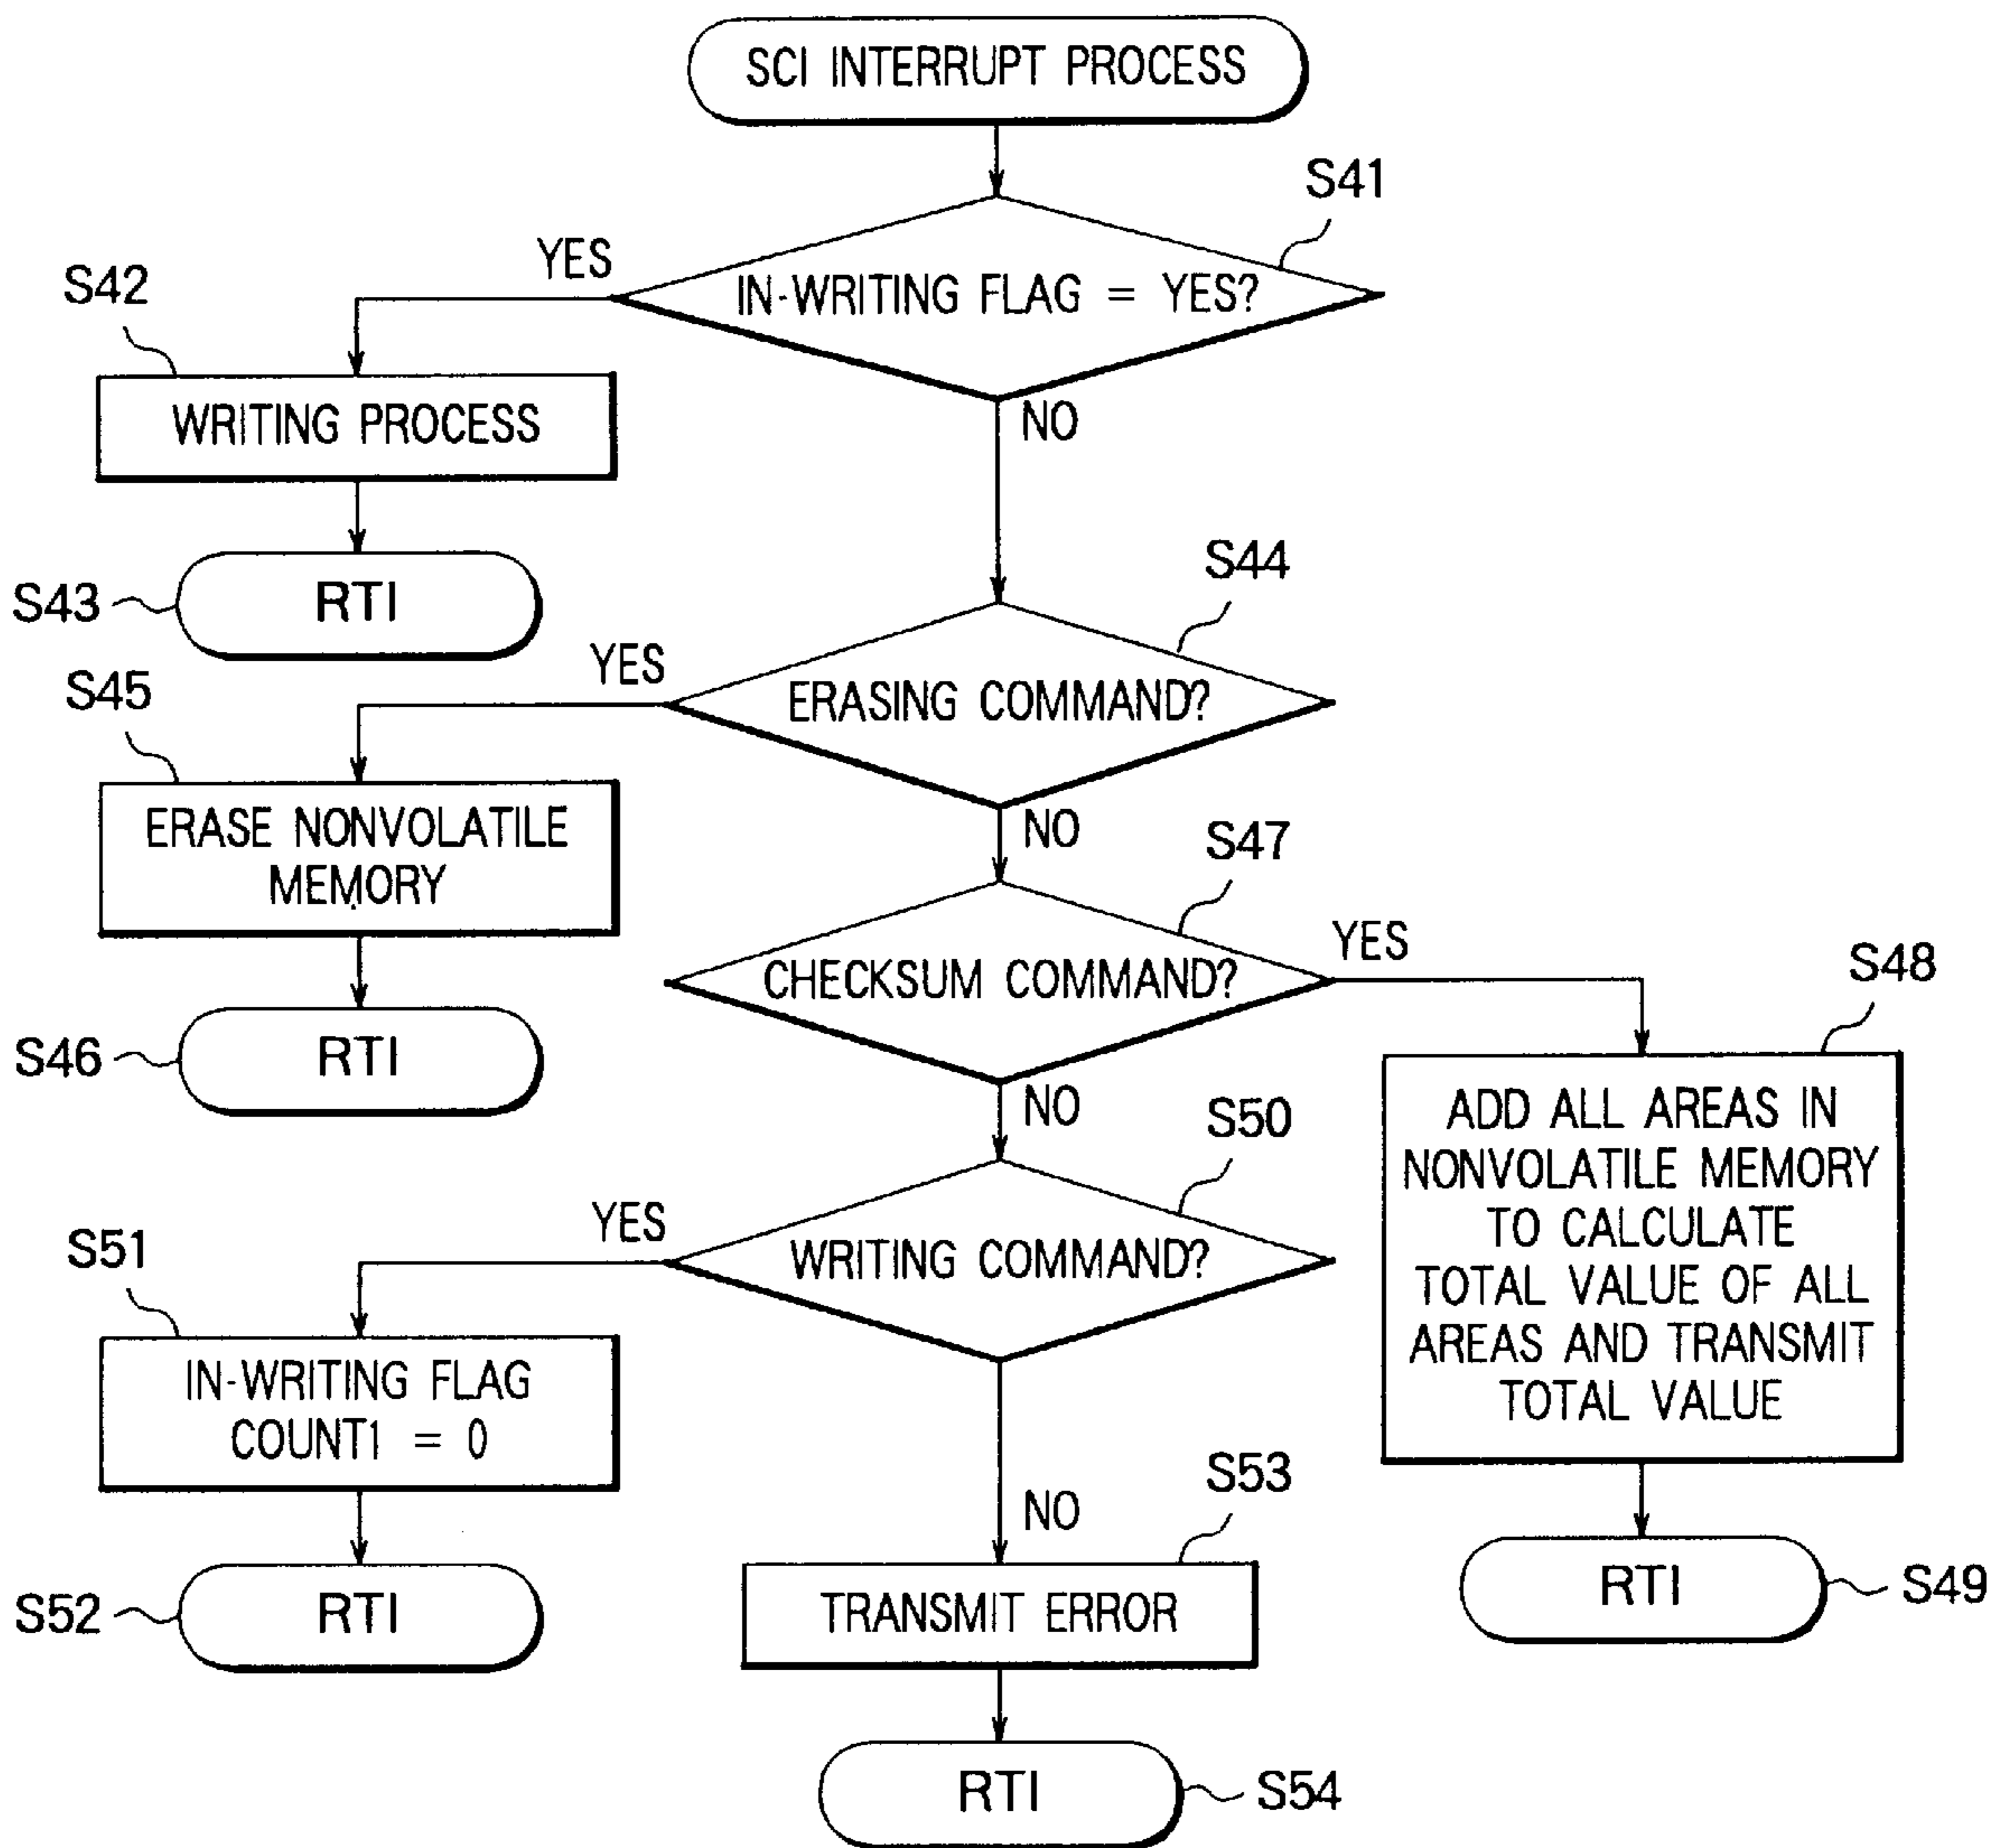 SCI INTERRUPT PROCESS
S41
YES
IN-WRITING FLAG = YES?
S42
NO
WRITING PROCESS
S43
RTI
S44
YES
ERASING COMMAND?
S45
NO
ERASE NONVOLATILE
MEMORY
S47
YES
CHECKSUM COMMAND?
S48
S46
RTI
NO
S50
ADD ALL AREAS IN
NONVOLATILE MEMORY
TO CALCULATE
TOTAL VALUE OF ALL
AREAS AND TRANSMIT
TOTAL VALUE
YES
WRITING COMMAND?
S51
IN-WRITING FLAG
COUNT1 = 0
S53
NO
S52
RTI
TRANSMIT ERROR
RTI
S49
RTI
S54